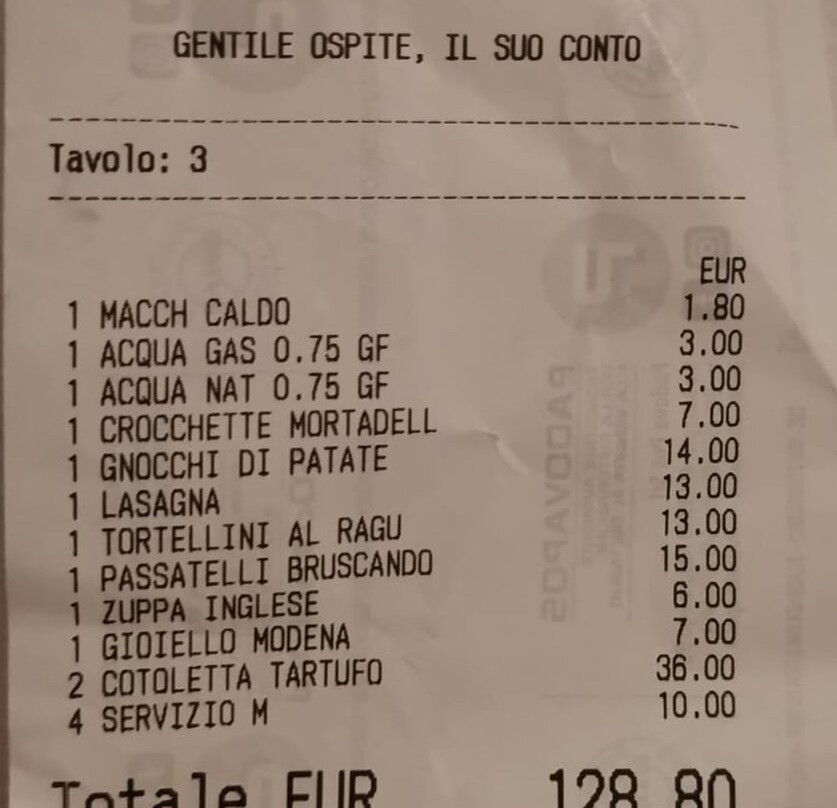 GENTILE OSPITE, IL SUO CONTO
Tavolo: 3
EUR
1 MACCH CALDO 1.80
1 ACQUA GAS 0.75 GF 3.00
1 ACQUA NAT 0.75 GF 3.00
1 CROCCHETTE MORTADELL 7.00
1 GNOCCHI DI PATATE 14.00
1 LASAGNA 13.00
1 TORTELLINI AL RAGU 13.00
1 PASSATELLI BRUSCANDO 15.00
1 ZUPPA INGLESE 6.00
1 GIOIELLO MODENA 7.00
2 COTOLETTA TARTUFO 36.00
4 SERVIZIO M 10.00
Totale EUR 128.80
PADOVAPOS